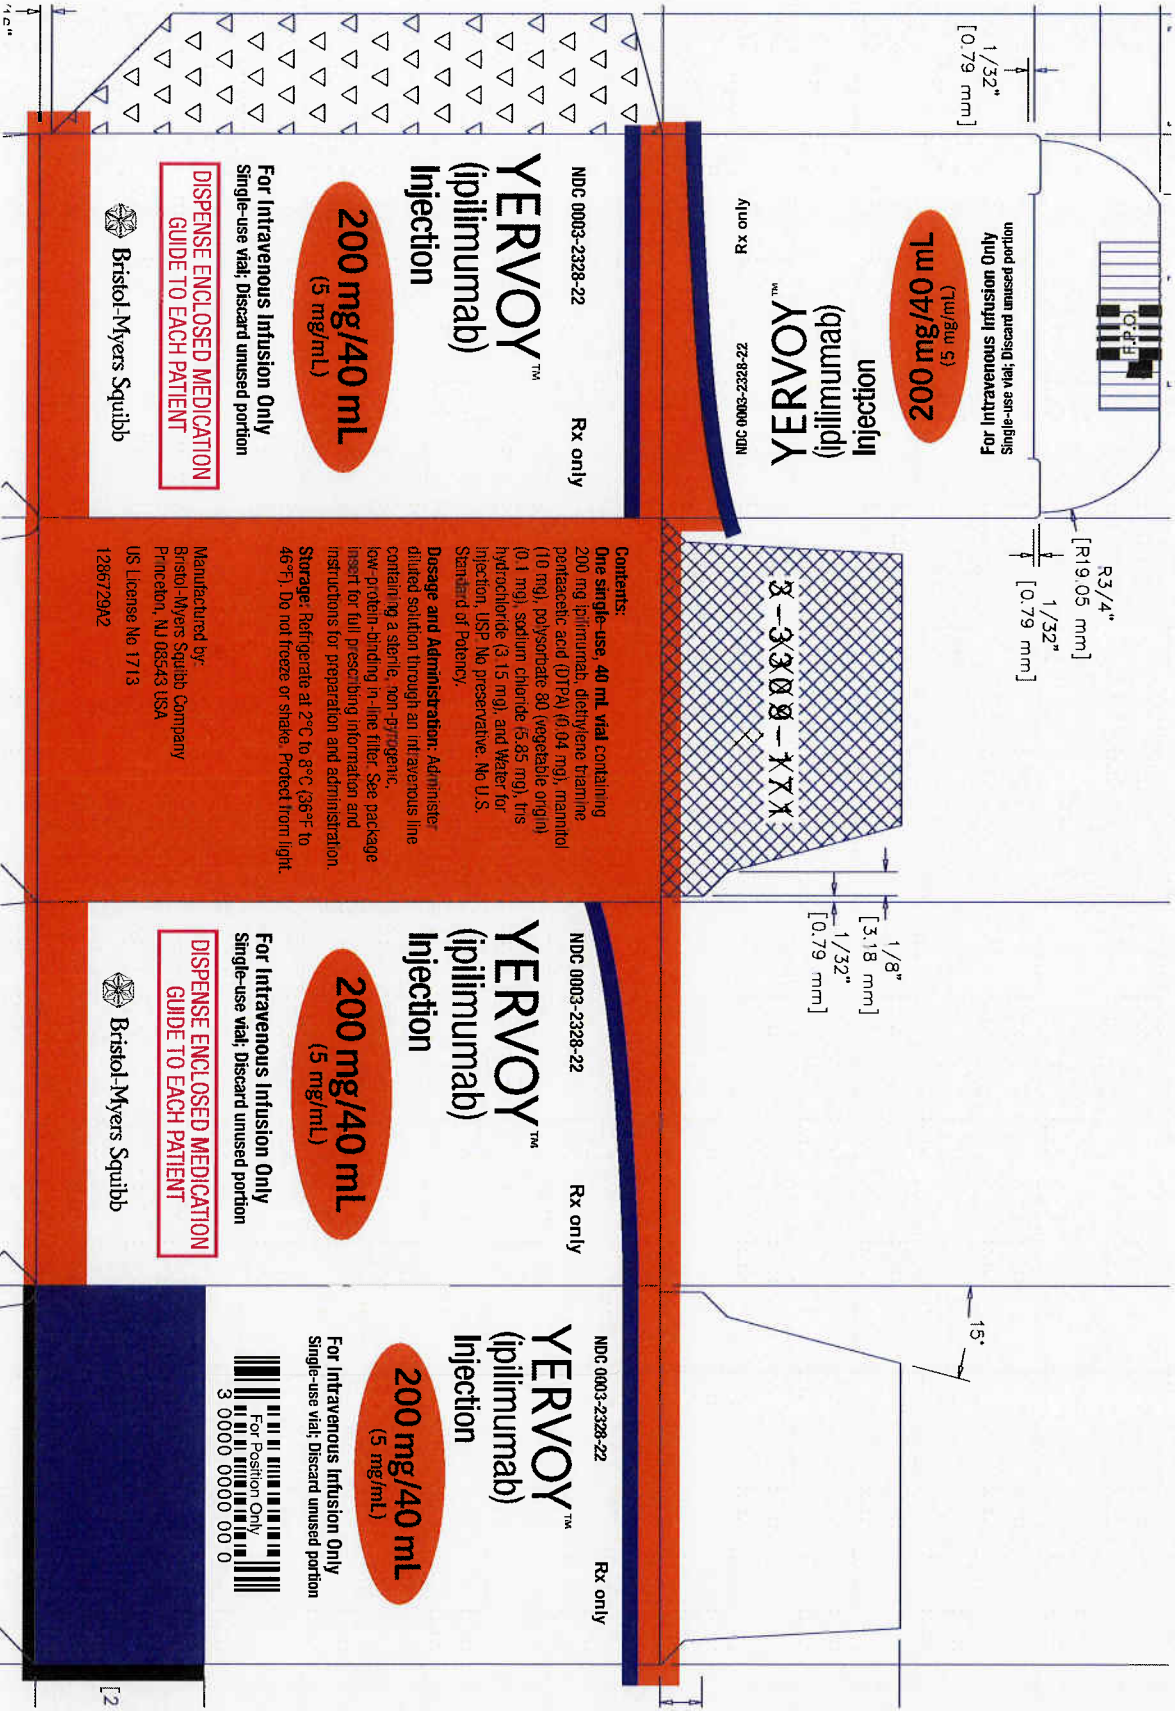 1/32"
[0.79 mm]
F.P.O.
R3/4"
[R19.05 mm]
1/32"
[0.79 mm]
For Intravenous Infusion Only
Single-use vial; Discard unused portion
200 mg/40 mL
(5 mg/mL)
YERVOY™
(ipilimumab)
Injection
Rx only
NDC 0003-2328-22
NDC 0003-2328-22
Rx only
YERVOY™
(ipilimumab)
Injection
200 mg/40 mL
(5 mg/mL)
For Intravenous Infusion Only
Single-use vial; Discard unused portion
DISPENSE ENCLOSED MEDICATION
GUIDE TO EACH PATIENT
Bristol-Myers Squibb
1/8"
[3.18 mm]
1/32"
[0.79 mm]
Contents:
One single-use, 40 mL vial containing
200 mg ipilimumab, diethylene triamine
pentaacetic acid (DTPA) (0.04 mg), mannitol
(10 mg), polysorbate 80 (vegetable origin)
(0.1 mg), sodium chloride (5.85 mg), tris
hydrochloride (3.15 mg), and Water for
Injection, USP. No preservative. No U.S.
Standard of Potency.
Dosage and Administration: Administer
diluted solution through an intravenous line
containing a sterile, non-pyrogenic,
low-protein-binding in-line filter. See package
insert for full prescribing information and
instructions for preparation and administration.
Storage: Refrigerate at 2°C to 8°C (36°F to
46°F). Do not freeze or shake. Protect from light.
Manufactured by:
Bristol-Myers Squibb Company
Princeton, NJ 08543 USA
US License No 1713
1286729A2
NDC 0003-2328-22
Rx only
YERVOY™
(ipilimumab)
Injection
200 mg/40 mL
(5 mg/mL)
For Intravenous Infusion Only
Single-use vial; Discard unused portion
DISPENSE ENCLOSED MEDICATION
GUIDE TO EACH PATIENT
Bristol-Myers Squibb
15°
NDC 0003-2328-22
Rx only
YERVOY™
(ipilimumab)
Injection
200 mg/40 mL
(5 mg/mL)
For Intravenous Infusion Only
Single-use vial; Discard unused portion
For Position Only
3 0000 0000 00 0
[2